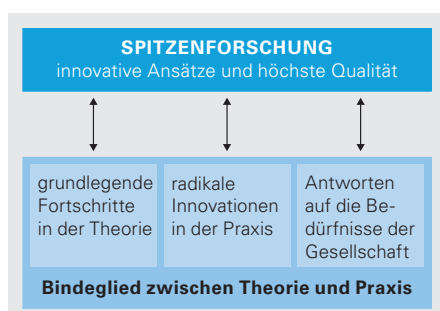 SPITZENFORSCHUNG
innovative Ansätze und höchste Qualität
grundlegende
Fortschritte
in der Theorie
radikale
Innovationen
in der Praxis
Antworten
auf die Be-
dürfnisse der
Gesellschaft
Bindeglied zwischen Theorie und Praxis